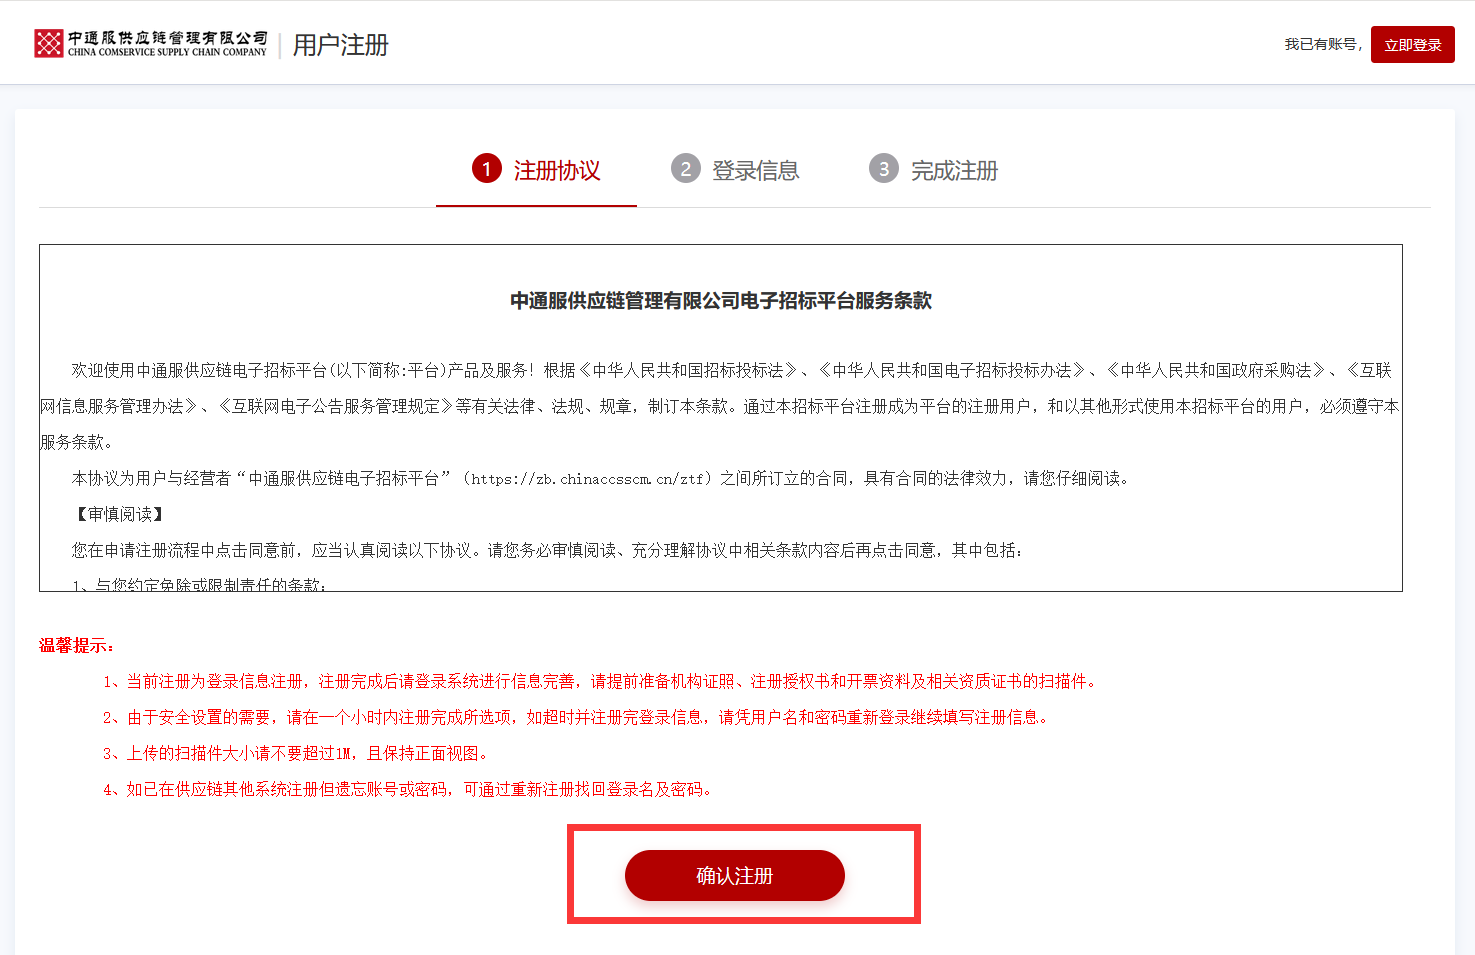 中通服供应链管理有限公司
CHINA COMSERVICE SUPPLY CHAIN COMPANY
用户注册
我已有账号，
立即登录
1 注册协议
2 登录信息
3 完成注册
中通服供应链管理有限公司电子招标平台服务条款
欢迎使用中通服供应链电子招标平台(以下简称:平台)产品及服务！根据《中华人民共和国招标投标法》、《中华人民共和国电子招标投标办法》、《中华人民共和国政府采购法》、《互联
网信息服务管理办法》、《互联网电子公告服务管理规定》等有关法律、法规、规章，制订本条款。通过本招标平台注册成为平台的注册用户，和以其他形式使用本招标平台的用户，必须遵守本
服务条款。
本协议为用户与经营者“中通服供应链电子招标平台”（https://zb.chinaccsscm.cn/ztf）之间所订立的合同，具有合同的法律效力，请您仔细阅读。
【审慎阅读】
您在申请注册流程中点击同意前，应当认真阅读以下协议。请您务必审慎阅读、充分理解协议中相关条款内容后再点击同意，其中包括：
1、与您约定免除或限制责任的条款；
温馨提示：
1、当前注册为登录信息注册，注册完成后请登录系统进行信息完善，请提前准备机构证照、注册授权书和开票资料及相关资质证书的扫描件。
2、由于安全设置的需要，请在一个小时内注册完成所选项，如超时并注册完登录信息，请凭用户名和密码重新登录继续填写注册信息。
3、上传的扫描件大小请不要超过1M，且保持正面视图。
4、如已在供应链其他系统注册但遗忘账号或密码，可通过重新注册找回登录名及密码。
确认注册